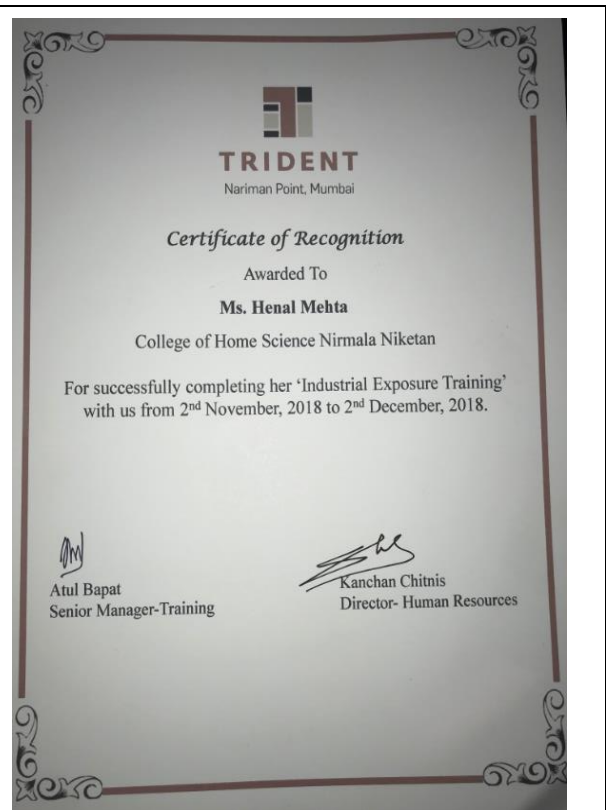 TRIDENT
Nariman Point, Mumbai
Certificate of Recognition
Awarded To
Ms. Henal Mehta
College of Home Science Nirmala Niketan
For successfully completing her ‘Industrial Exposure Training’
with us from 2nd November, 2018 to 2nd December, 2018.
Atul Bapat
Senior Manager-Training
Kanchan Chitnis
Director- Human Resources